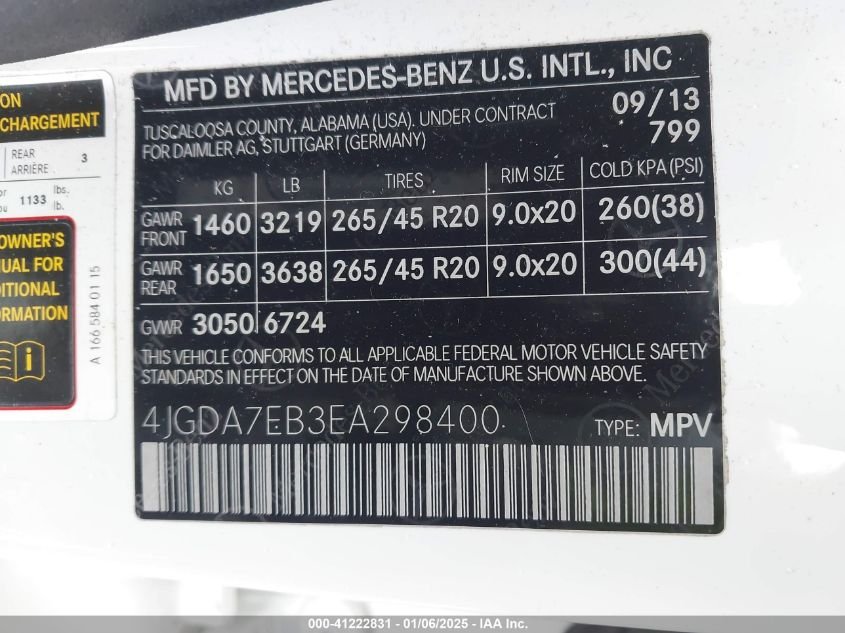 ON
CHARGEMENT
REAR 3
ARRIÈRE
or 1133 lbs.
ou lb.
OWNER'S
NUAL FOR
DITIONAL
ORMATION
A 166 584 01 15
MFD BY MERCEDES-BENZ U.S. INTL., INC
TUSCALOOSA COUNTY, ALABAMA (USA). UNDER CONTRACT 09/13
FOR DAIMLER AG, STUTTGART (GERMANY) 799
KG LB TIRES RIM SIZE COLD KPA (PSI)
GAWR FRONT 1460 3219 265/45 R20 9.0x20 260(38)
GAWR REAR 1650 3638 265/45 R20 9.0x20 300(44)
GVWR 3050 6724
THIS VEHICLE CONFORMS TO ALL APPLICABLE FEDERAL MOTOR VEHICLE SAFETY
STANDARDS IN EFFECT ON THE DATE OF MANUFACTURE SHOWN ABOVE.
4JGDA7EB3EA298400 TYPE: MPV
000-41222831 - 01/06/2025 - IAA Inc.